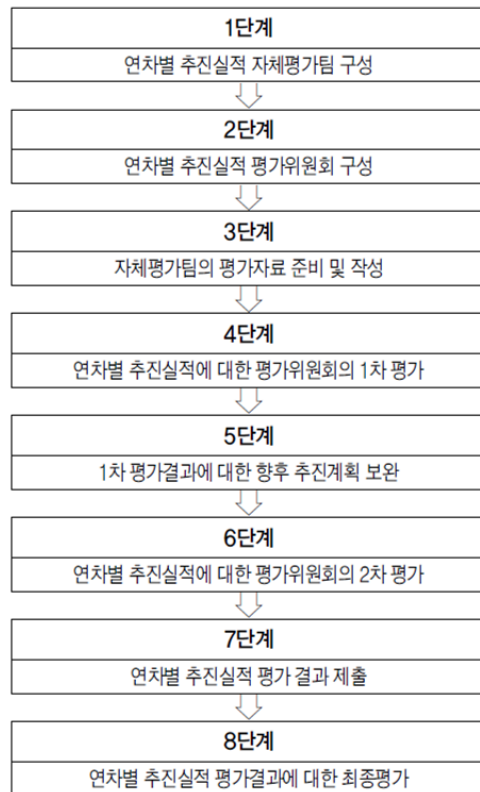 1단계
연차별 추진실적 자체평가팀 구성
2단계
연차별 추진실적 평가위원회 구성
3단계
자체평가팀의 평가자료 준비 및 작성
4단계
연차별 추진실적에 대한 평가위원회의 1차 평가
5단계
1차 평가결과에 대한 향후 추진계획 보완
6단계
연차별 추진실적에 대한 평가위원회의 2차 평가
7단계
연차별 추진실적 평가 결과 제출
8단계
연차별 추진실적 평가결과에 대한 최종평가